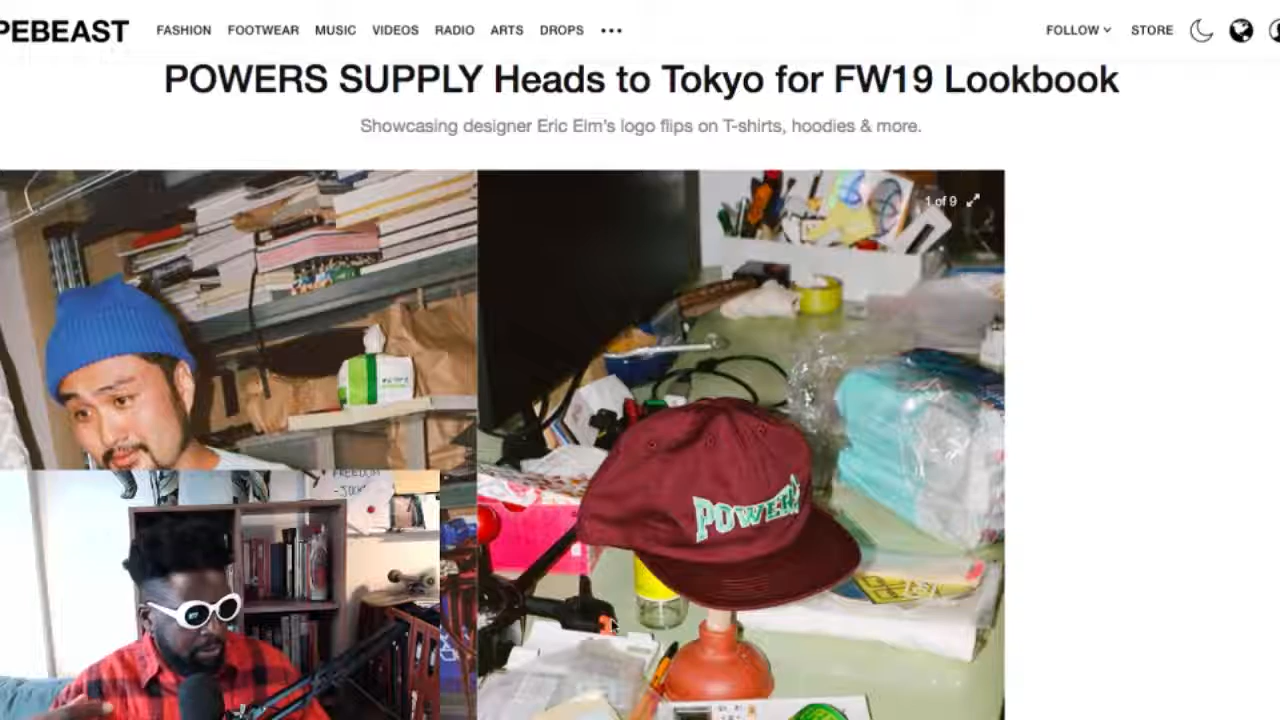 PEBEAST FASHION FOOTWEAR MUSIC VIDEOS RADIO ARTS DROPS ••• FOLLOW STORE
POWERS SUPPLY Heads to Tokyo for FW19 Lookbook
Showcasing designer Eric Elm's logo flips on T-shirts, hoodies & more.
1 of 9
FREEDOM
POWERS